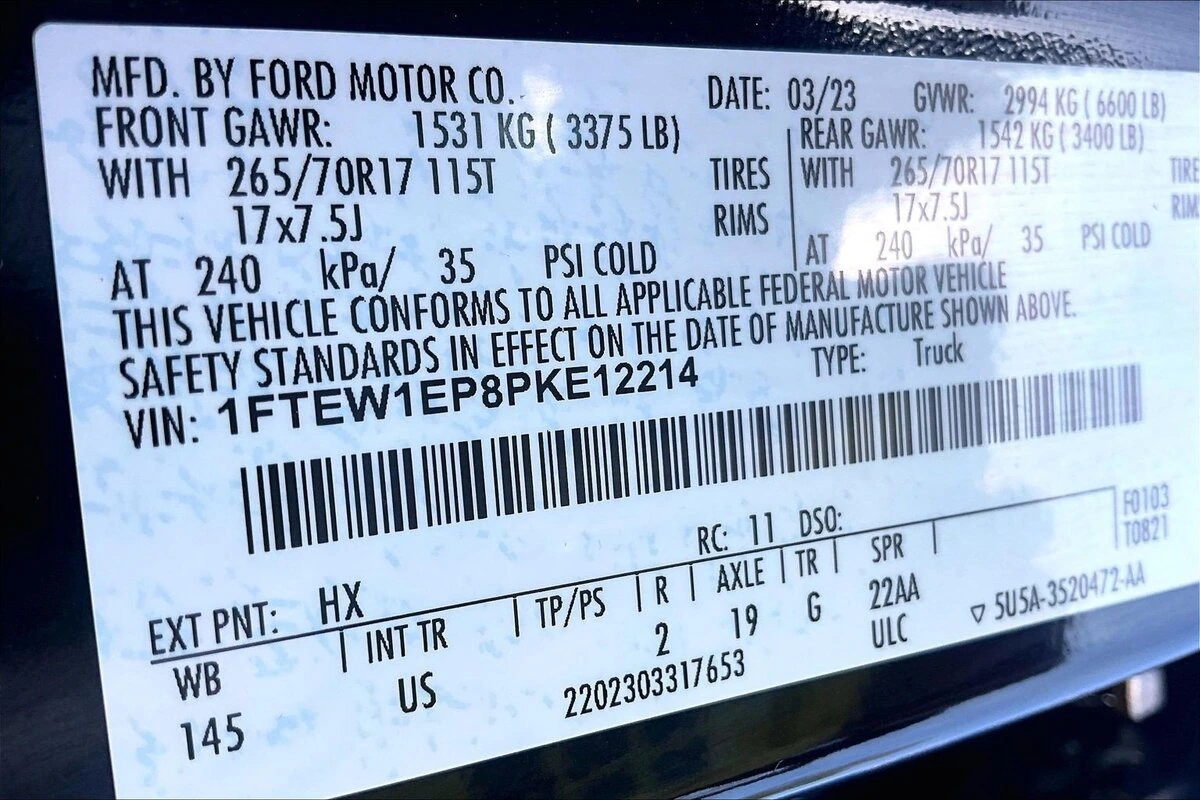 MFD. BY FORD MOTOR CO. DATE: 03/23 GVWR: 2994 KG ( 6600 LB)
FRONT GAWR: 1531 KG ( 3375 LB) REAR GAWR: 1542 KG ( 3400 LB)
WITH 265/70R17 115T TIRES WITH 265/70R17 115T TIRE
17x7.5J RIMS 17x7.5J RIM
AT 240 kPa/ 35 PSI COLD AT 240 kPa/ 35 PSI COLD
THIS VEHICLE CONFORMS TO ALL APPLICABLE FEDERAL MOTOR VEHICLE
SAFETY STANDARDS IN EFFECT ON THE DATE OF MANUFACTURE SHOWN ABOVE.
VIN: 1FTEW1EP8PKE12214 TYPE: Truck
F0103
RC: 11 DSO: T0821
EXT PNT: HX
WB INT TR TP/PS R AXLE TR SPR
145 US 2 19 G 22AA
ULC
▽ 5U5A-3520472-AA
2202303317653